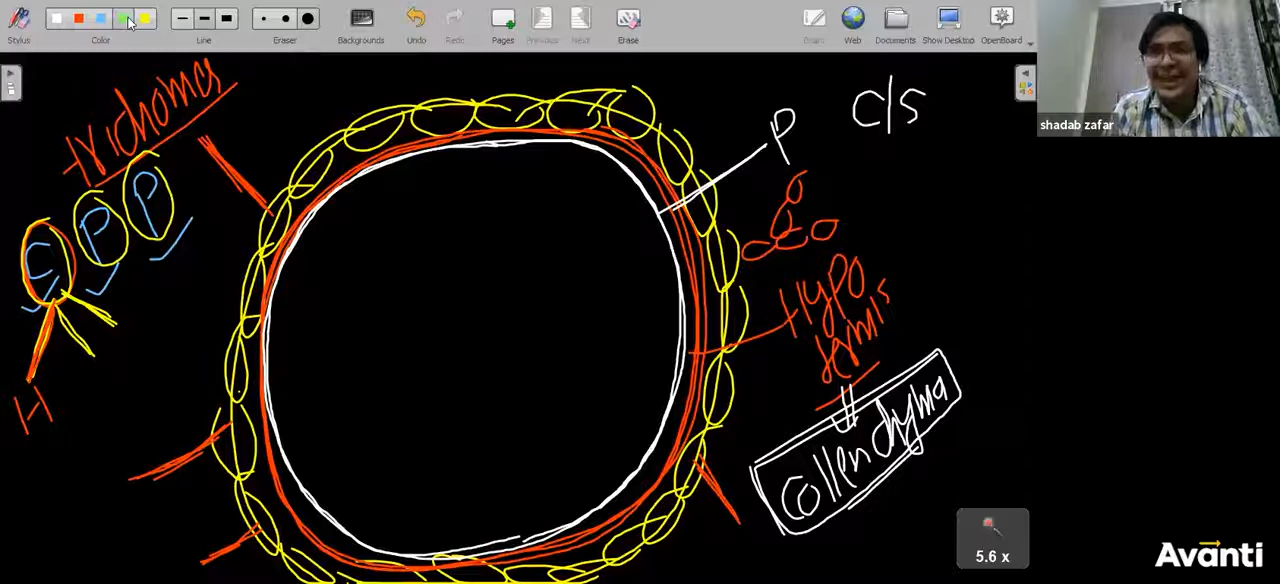 Stylus
Color
Line
Eraser
Backgrounds
Undo
Redo
Pages
Previous
Next
Erase
Board
Web
Documents
Show Desktop
OpenBoard
shadab zafar
trichomes
C P P
H
P
c/s
Hypo
dermis
Collenchyma
5.6 x
Avanti